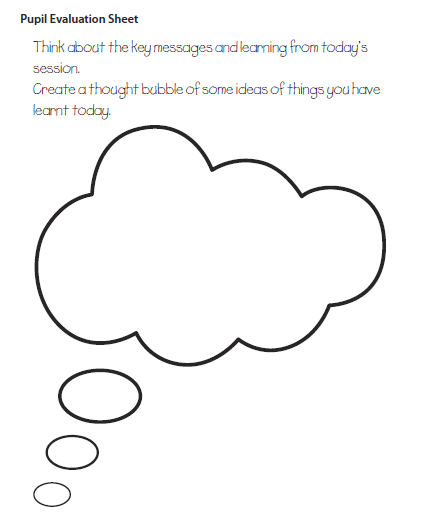 Pupil Evaluation Sheet
Think about the key messages and learning from today's
session.
Create a thought bubble of some ideas of things you have
learnt today.